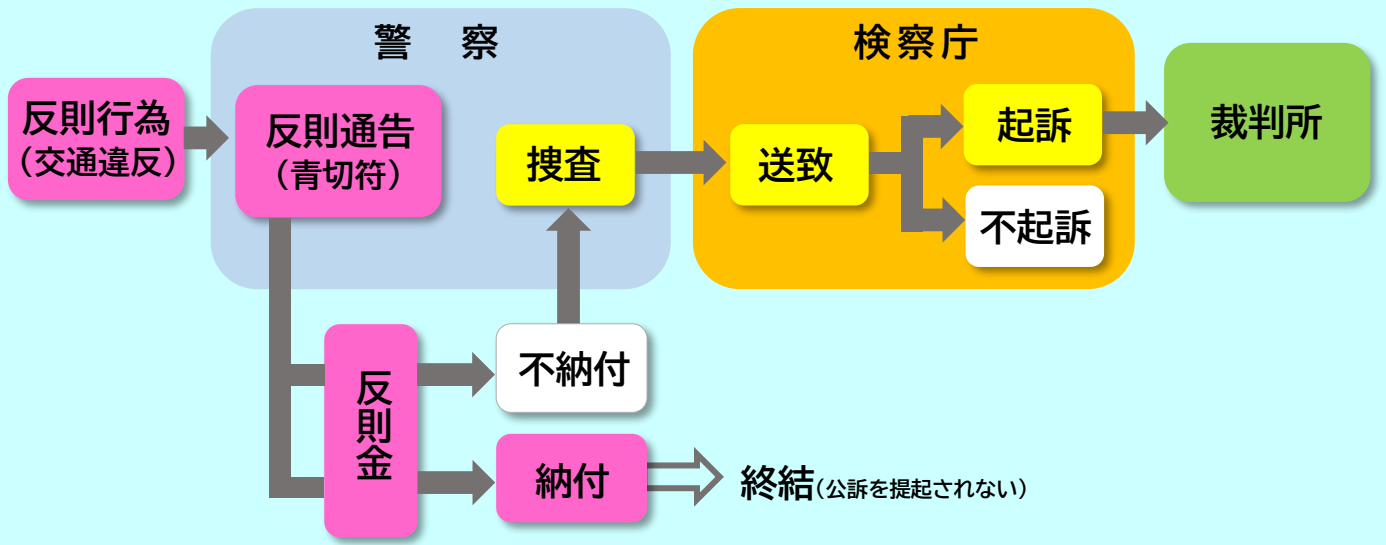 警 察
検察庁
反則行為
（交通違反）
反則通告
（青切符）
捜査
送致
起訴
不起訴
裁判所
反則金
不納付
納付
終結（公訴を提起されない）